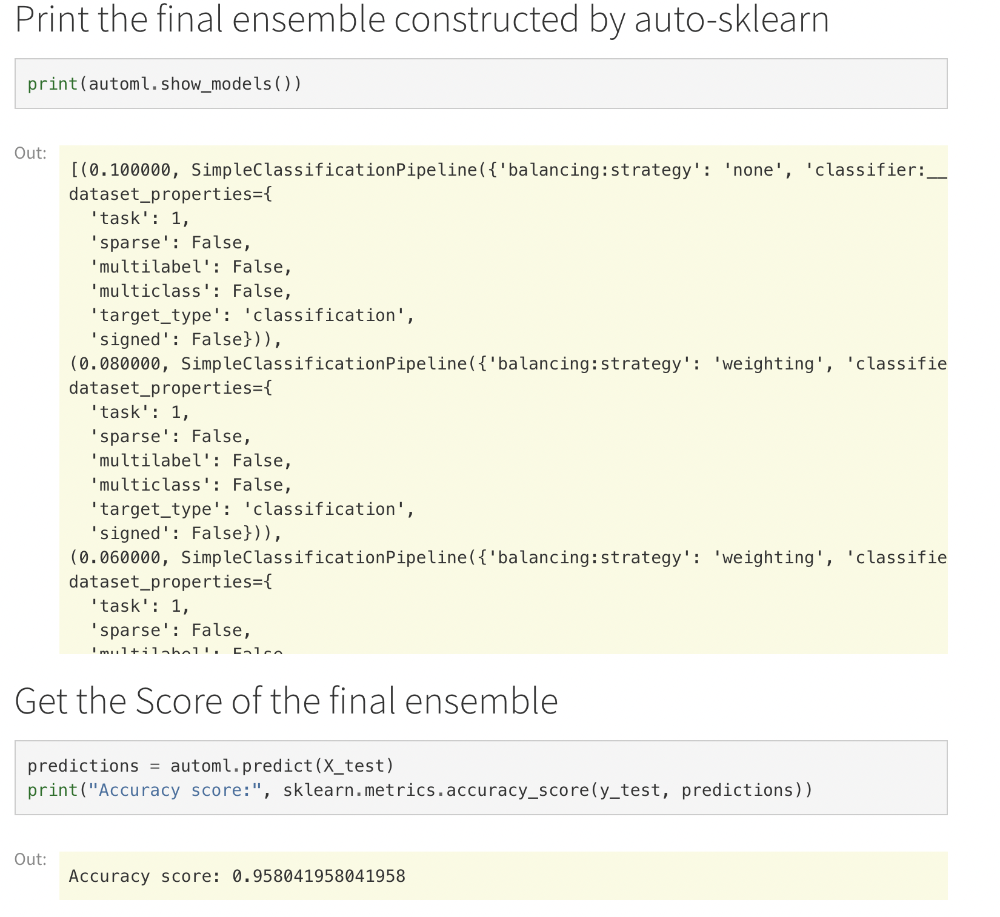 Print the final ensemble constructed by auto-sklearn
print(automl.show_models())
Out:
[(0.100000, SimpleClassificationPipeline({'balancing:strategy': 'none', 'classifier:__
dataset_properties={
  'task': 1,
  'sparse': False,
  'multilabel': False,
  'multiclass': False,
  'target_type': 'classification',
  'signed': False})),
(0.080000, SimpleClassificationPipeline({'balancing:strategy': 'weighting', 'classifie
dataset_properties={
  'task': 1,
  'sparse': False,
  'multilabel': False,
  'multiclass': False,
  'target_type': 'classification',
  'signed': False})),
(0.060000, SimpleClassificationPipeline({'balancing:strategy': 'weighting', 'classifie
dataset_properties={
  'task': 1,
  'sparse': False,
  'multilabel': False
Get the Score of the final ensemble
predictions = automl.predict(X_test)
print("Accuracy score:", sklearn.metrics.accuracy_score(y_test, predictions))
Out:
Accuracy score: 0.958041958041958